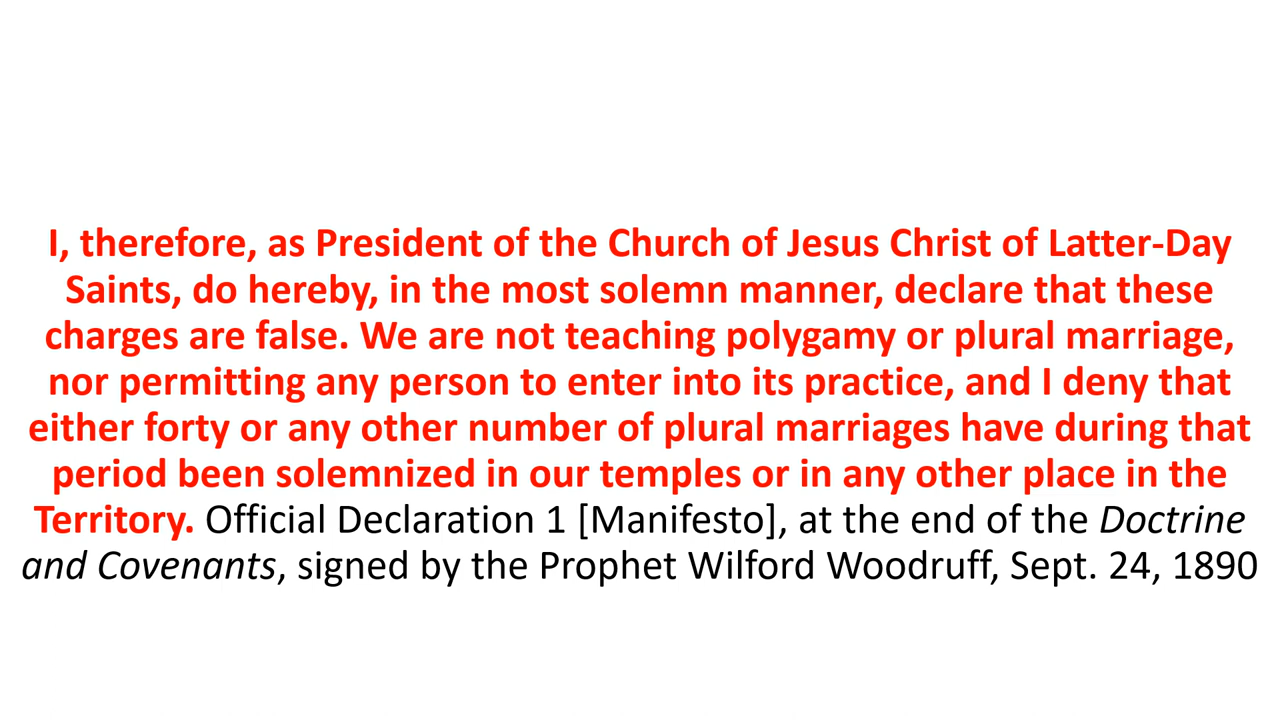 I, therefore, as President of the Church of Jesus Christ of Latter-Day
Saints, do hereby, in the most solemn manner, declare that these
charges are false. We are not teaching polygamy or plural marriage,
nor permitting any person to enter into its practice, and I deny that
either forty or any other number of plural marriages have during that
period been solemnized in our temples or in any other place in the
Territory. Official Declaration 1 [Manifesto], at the end of the Doctrine
and Covenants, signed by the Prophet Wilford Woodruff, Sept. 24, 1890